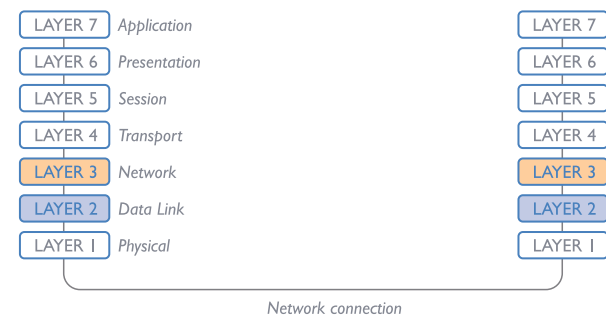 LAYER 7 Application LAYER 7
LAYER 6 Presentation LAYER 6
LAYER 5 Session LAYER 5
LAYER 4 Transport LAYER 4
LAYER 3 Network LAYER 3
LAYER 2 Data Link LAYER 2
LAYER 1 Physical LAYER 1
Network connection